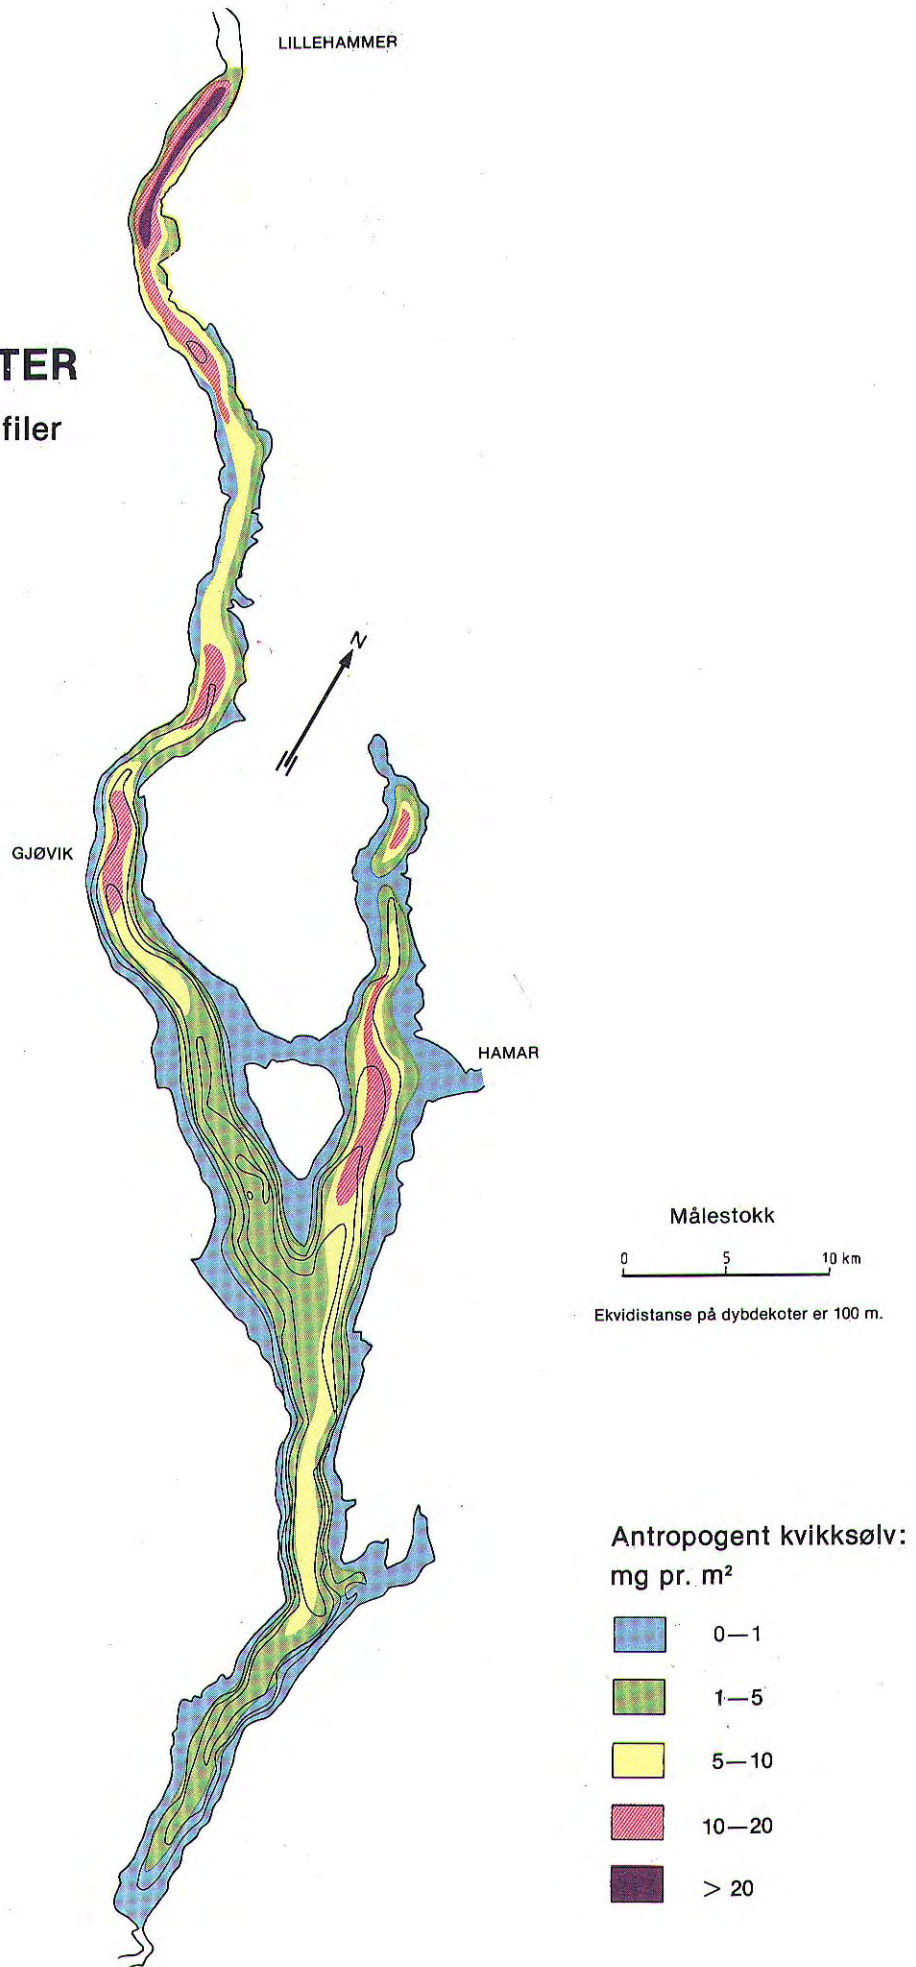 LILLEHAMMER
TER
filer
N
GJØVIK
HAMAR
Målestokk
0 5 10 km
Ekvidistanse på dybdekoter er 100 m.
Antropogent kvikksølv:
mg pr. m²
0—1
1—5
5—10
10—20
> 20